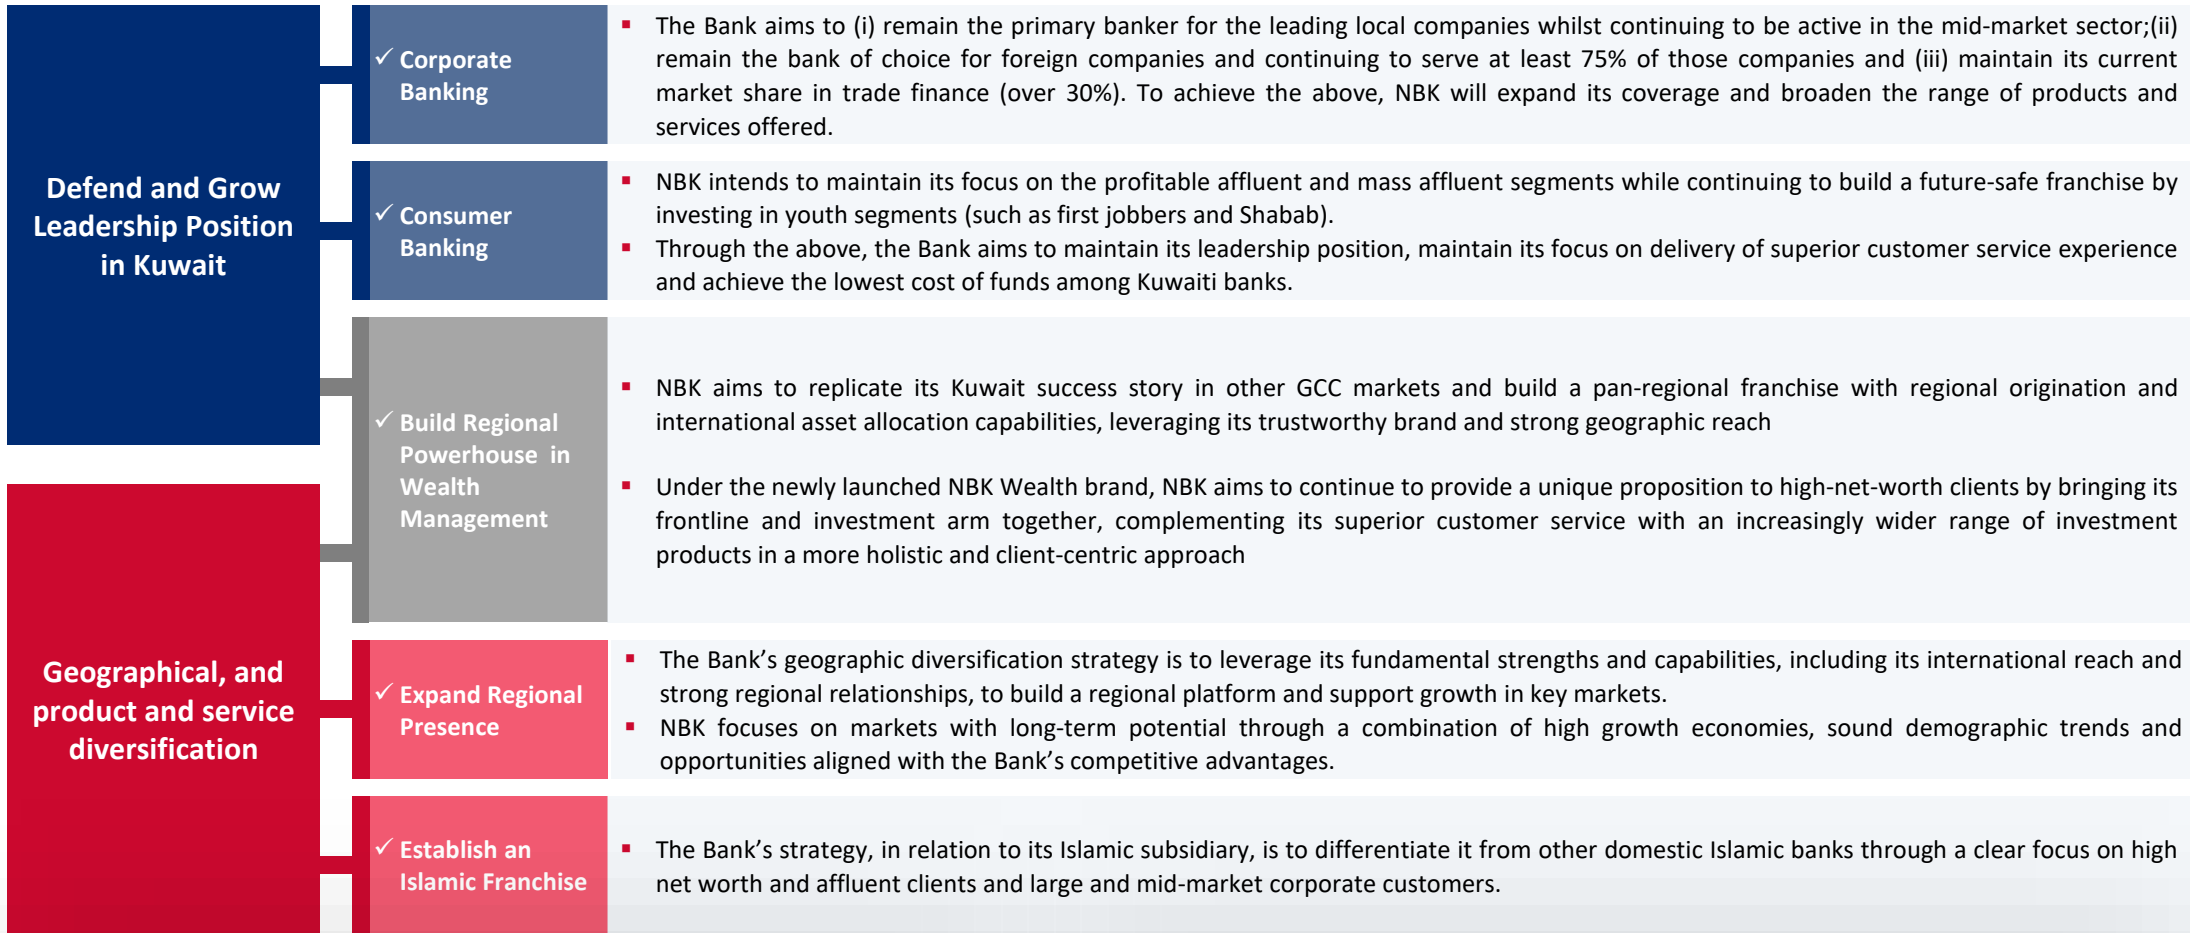 Defend and Grow
Leadership Position
in Kuwait
✓ Corporate
Banking
▪ The Bank aims to (i) remain the primary banker for the leading local companies whilst continuing to be active in the mid-market sector;(ii)
remain the bank of choice for foreign companies and continuing to serve at least 75% of those companies and (iii) maintain its current
market share in trade finance (over 30%). To achieve the above, NBK will expand its coverage and broaden the range of products and
services offered.
✓ Consumer
Banking
▪ NBK intends to maintain its focus on the profitable affluent and mass affluent segments while continuing to build a future-safe franchise by
investing in youth segments (such as first jobbers and Shabab).
▪ Through the above, the Bank aims to maintain its leadership position, maintain its focus on delivery of superior customer service experience
and achieve the lowest cost of funds among Kuwaiti banks.
✓ Build Regional
Powerhouse in
Wealth
Management
▪ NBK aims to replicate its Kuwait success story in other GCC markets and build a pan-regional franchise with regional origination and
international asset allocation capabilities, leveraging its trustworthy brand and strong geographic reach
▪ Under the newly launched NBK Wealth brand, NBK aims to continue to provide a unique proposition to high-net-worth clients by bringing its
frontline and investment arm together, complementing its superior customer service with an increasingly wider range of investment
products in a more holistic and client-centric approach
Geographical, and
product and service
diversification
✓ Expand Regional
Presence
▪ The Bank’s geographic diversification strategy is to leverage its fundamental strengths and capabilities, including its international reach and
strong regional relationships, to build a regional platform and support growth in key markets.
▪ NBK focuses on markets with long-term potential through a combination of high growth economies, sound demographic trends and
opportunities aligned with the Bank’s competitive advantages.
✓ Establish an
Islamic Franchise
▪ The Bank’s strategy, in relation to its Islamic subsidiary, is to differentiate it from other domestic Islamic banks through a clear focus on high
net worth and affluent clients and large and mid-market corporate customers.